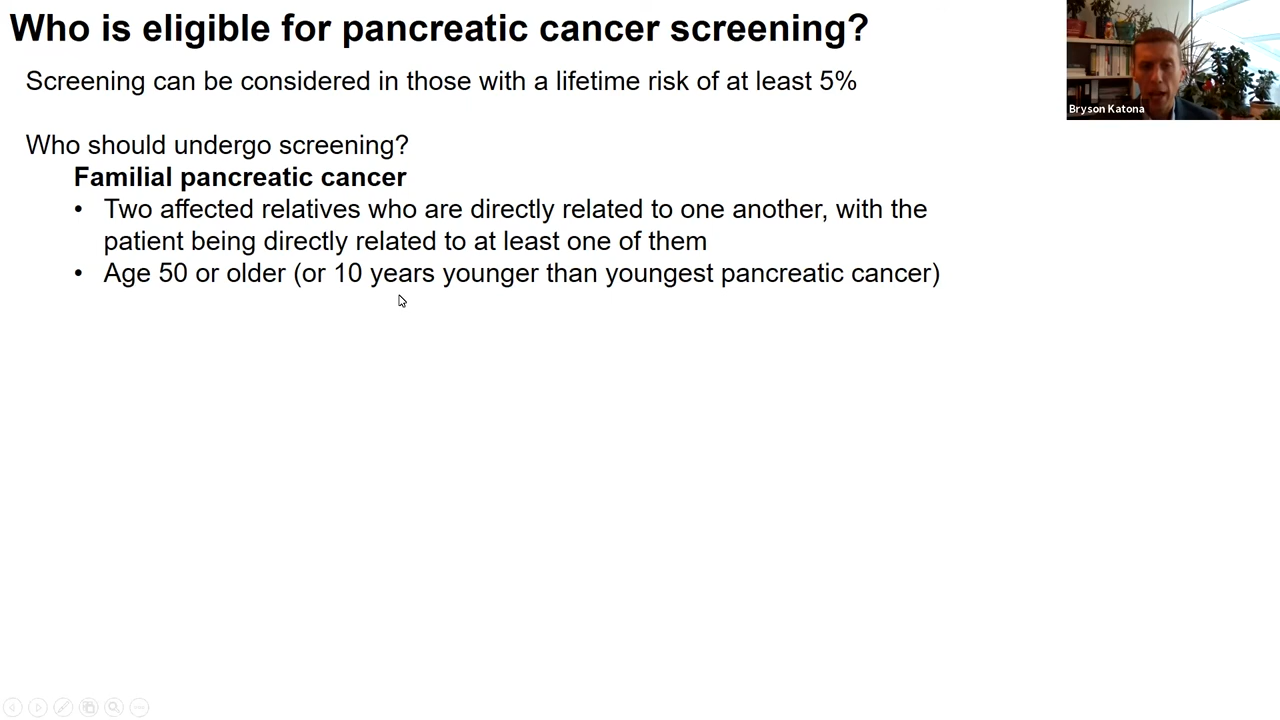 Who is eligible for pancreatic cancer screening?
Screening can be considered in those with a lifetime risk of at least 5%
Bryson Katona
Who should undergo screening?
Familial pancreatic cancer
• Two affected relatives who are directly related to one another, with the
patient being directly related to at least one of them
• Age 50 or older (or 10 years younger than youngest pancreatic cancer)